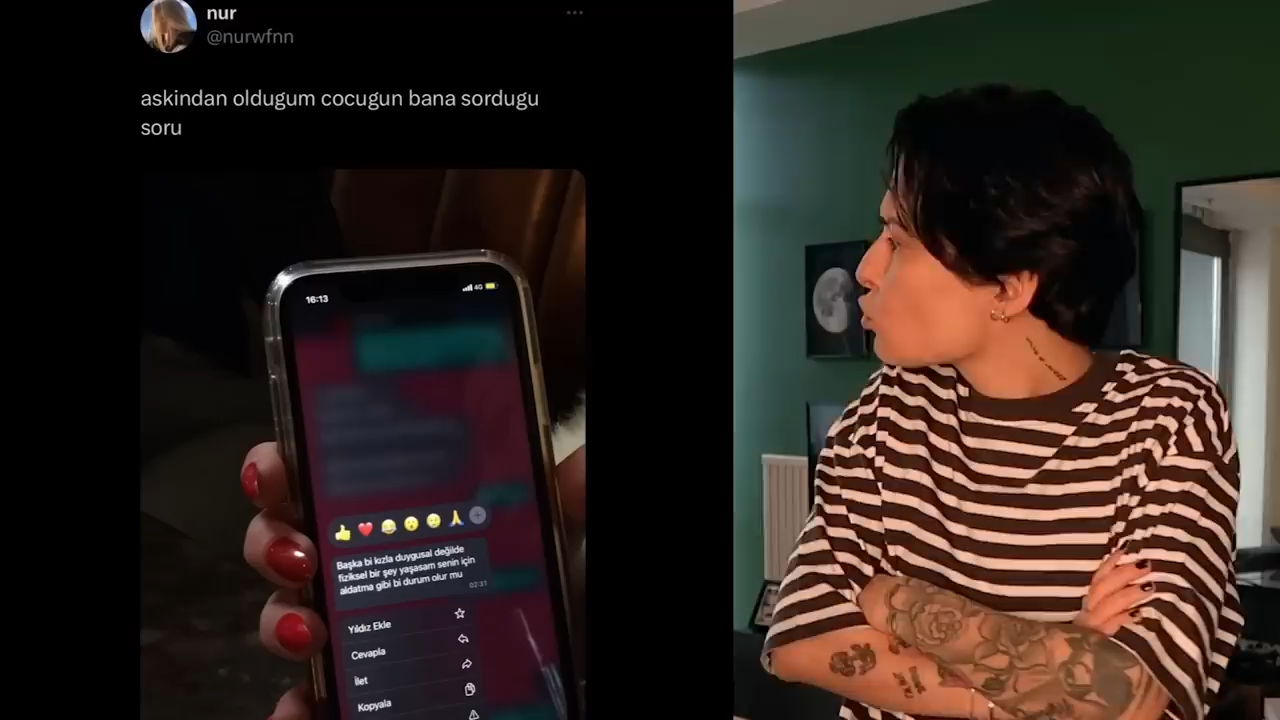 nur
@nurwfnn
askindan oldugum cocugun bana sordugu
soru
16:13
4G
Başka bi kızla duygusal değilde
fiziksel bir şey yaşasam senin için
aldatma gibi bi durum olur mu
02:31
Yıldız Ekle
Cevapla
İlet
Kopyala